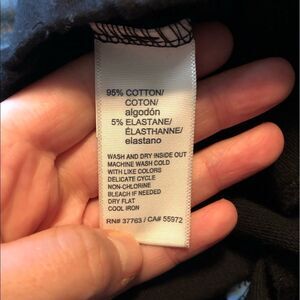 95% COTTON/
COTON/
algodón
5% ELASTANE/
ÉLASTHANNE/
elastano
WASH AND DRY INSIDE OUT
MACHINE WASH COLD
WITH LIKE COLORS
DELICATE CYCLE
NON-CHLORINE
BLEACH IF NEEDED
DRY FLAT
COOL IRON
RN# 37763 / CA# 55972